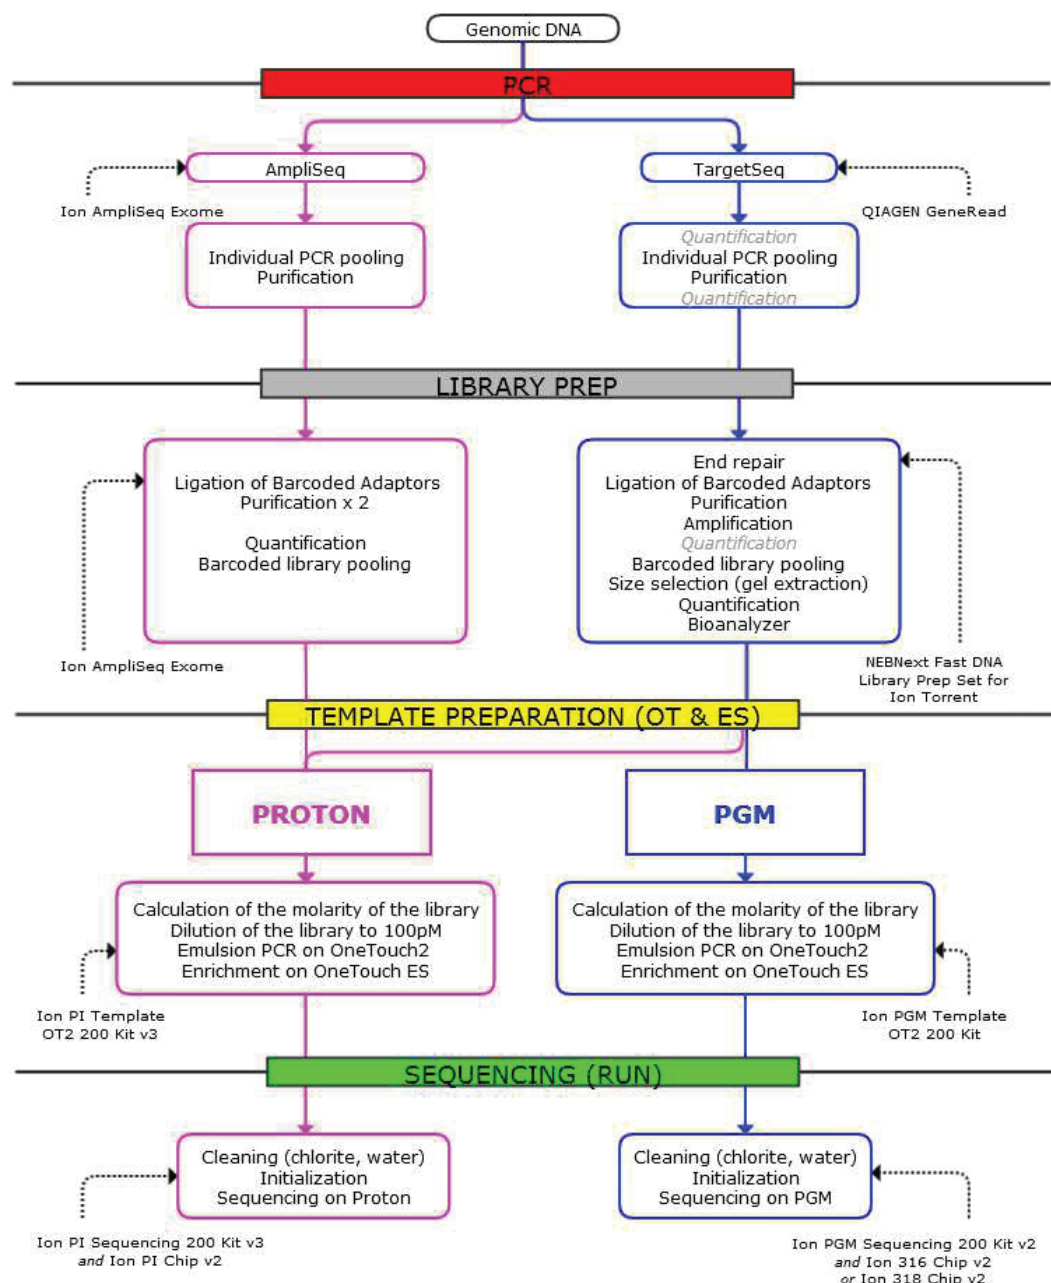 Genomic DNA
PCR
AmpliSeq
TargetSeq
Ion AmpliSeq Exome
QIAGEN GeneRead
Individual PCR pooling
Purification
Quantification
Individual PCR pooling
Purification
Quantification
LIBRARY PREP
Ligation of Barcoded Adaptors
Purification x 2
Quantification
Barcoded library pooling
End repair
Ligation of Barcoded Adaptors
Purification
Amplification
Quantification
Barcoded library pooling
Size selection (gel extraction)
Quantification
Bioanalyzer
Ion AmpliSeq Exome
NEBNext Fast DNA
Library Prep Set for
Ion Torrent
TEMPLATE PREPARATION (OT & ES)
PROTON
PGM
Calculation of the molarity of the library
Dilution of the library to 100pM
Emulsion PCR on OneTouch2
Enrichment on OneTouch ES
Calculation of the molarity of the library
Dilution of the library to 100pM
Emulsion PCR on OneTouch2
Enrichment on OneTouch ES
Ion PI Template
OT2 200 Kit v3
Ion PGM Template
OT2 200 Kit
SEQUENCING (RUN)
Cleaning (chlorite, water)
Initialization
Sequencing on Proton
Cleaning (chlorite, water)
Initialization
Sequencing on PGM
Ion PI Sequencing 200 Kit v3
and Ion PI Chip v2
Ion PGM Sequencing 200 Kit v2
and Ion 316 Chip v2
or Ion 318 Chip v2